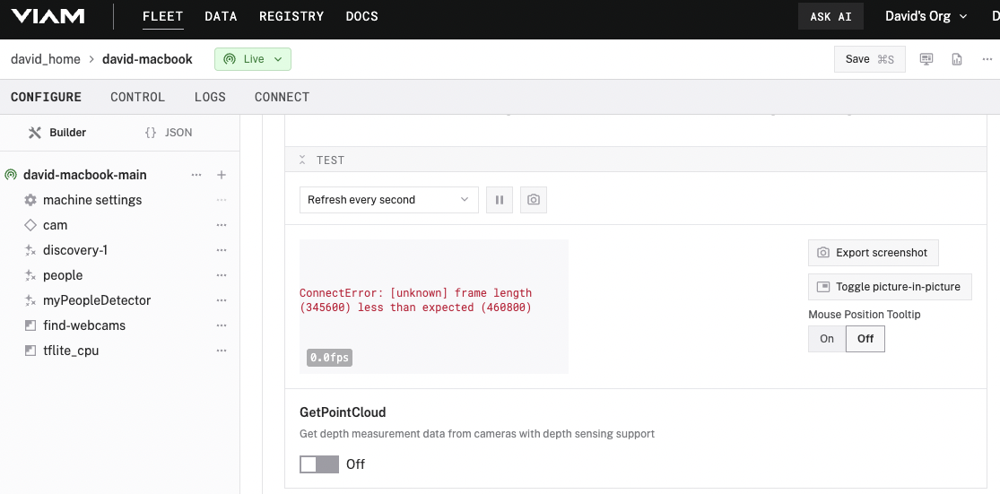 VIAM
FLEET DATA REGISTRY DOCS
ASK AI
David's Org
D
david_home > david-macbook
Live
Save ⌘S
CONFIGURE CONTROL LOGS CONNECT
Builder
{} JSON
david-macbook-main
machine settings
cam
discovery-1
people
myPeopleDetector
find-webcams
tflite_cpu
TEST
Refresh every second
ConnectError: [unknown] frame length
(345600) less than expected (460800)
0.0fps
Export screenshot
Toggle picture-in-picture
Mouse Position Tooltip
On Off
GetPointCloud
Get depth measurement data from cameras with depth sensing support
Off